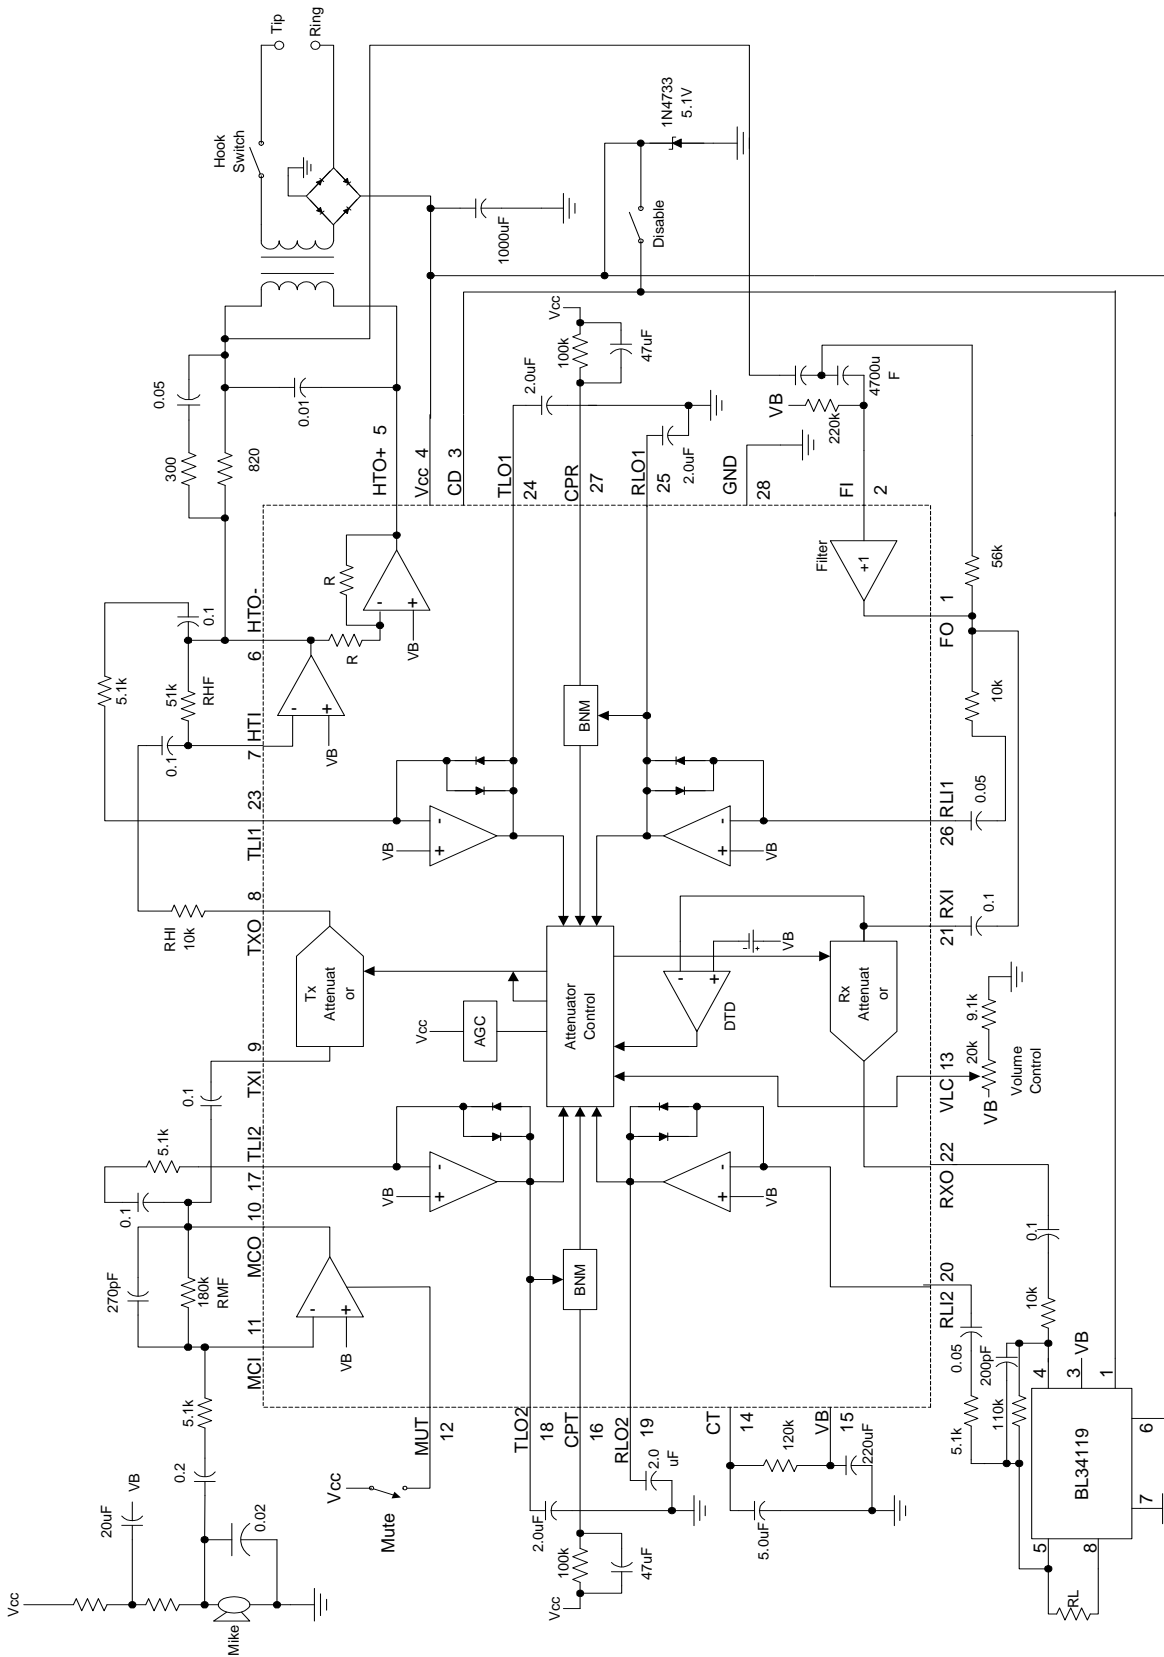 Tip
Ring
Hook
Switch
1N4733
5.1V
Disable
1000uF
0.05
300
820
0.01
HTO+ 5
Vcc 4
CD 3
TLO1
24
2.0uF
Vcc
100k
47uF
CPR
27
RLO1
25
2.0uF
GND
28
VB
220k
4700u
F
FI
2
Filter
+1
56k
FO 1
10k
5.1k
0.1
HTO-
6
51k
RHF
0.1
7 HTI
R
R
-
+
VB
-
+
VB
BNM
TLI1 23
VB
-
+
-
+
VB
26 RLI1
0.05
21 RXI
0.1
RHI
10k
TXO 8
Tx
Attenuat
or
Vcc
AGC
Attenuator
Control
-
+
-
+
VB
DTD
Rx
Attenuat
or
TXI 9
0.1
VLC 13
VB
20k
9.1k
Volume
Control
5.1k
0.1
17 TLI2
MCO 10
270pF
180k
RMF
MCI 11
-
+
VB
VB
-
+
-
+
VB
BNM
RXO 22
0.1
10k
RLI2 20
0.05
200pF
110k
5.1k
5.1k
0.2
VB
20uF
0.02
Vcc
Mike
MUT
12
Vcc
Mute
TLO2
18
2.0uF
CPT
16
100k
47uF
Vcc
RLO2
19
2.0
uF
CT
14
120k
5.0uF
VB
15
220uF
4
3 VB
1
BL34119
6
7
5
8
RL